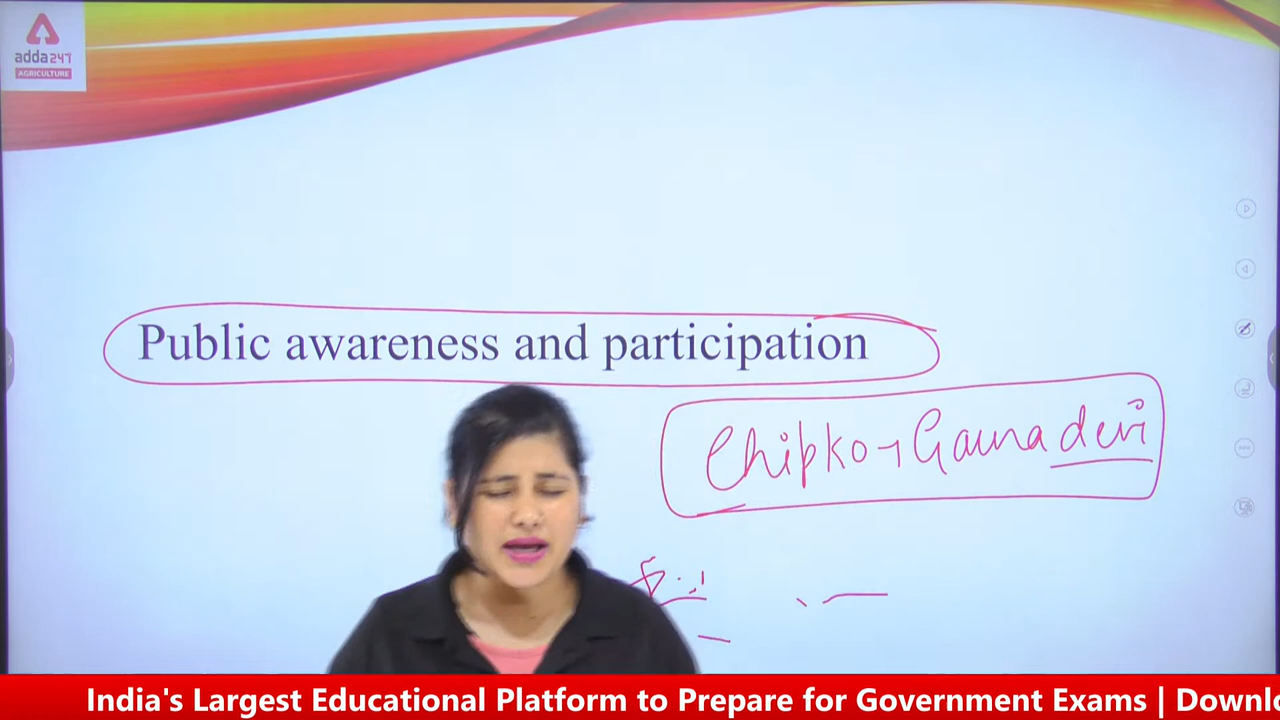 adda247
AGRICULTURE
Public awareness and participation
Chipko → Gaura devi
India's Largest Educational Platform to Prepare for Government Exams | Downlo